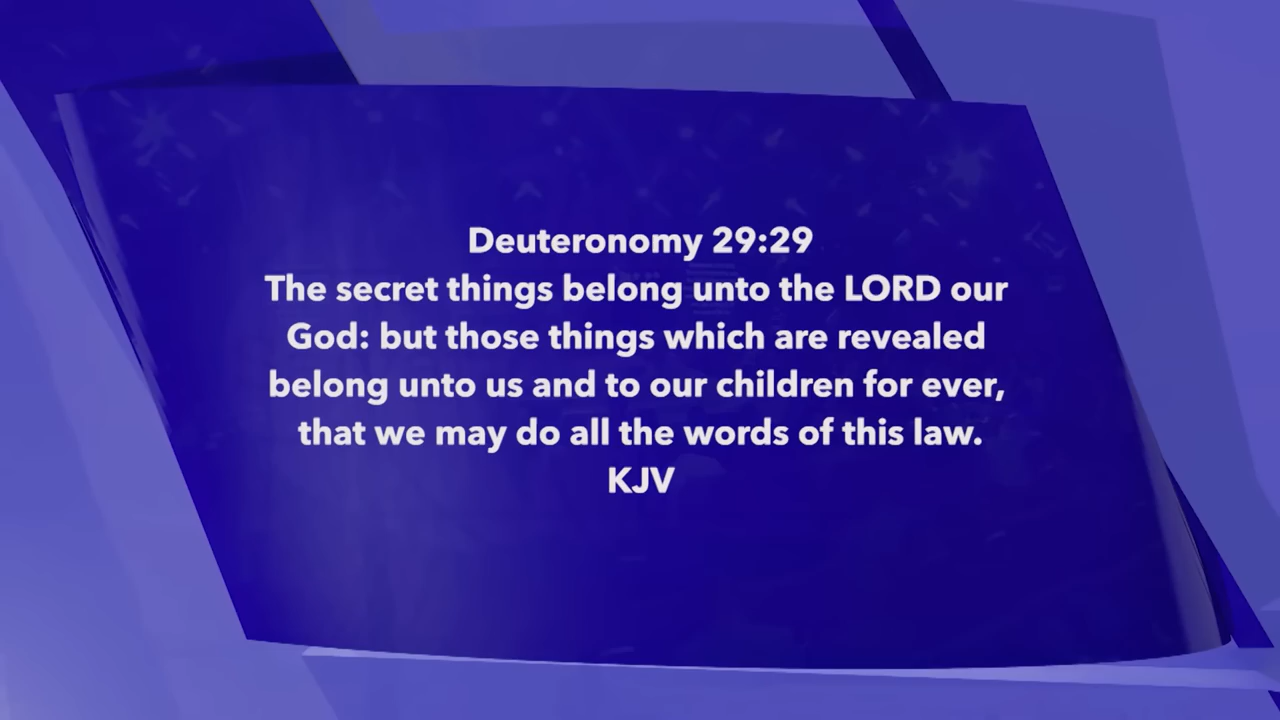 Deuteronomy 29:29
The secret things belong unto the LORD our
God: but those things which are revealed
belong unto us and to our children for ever,
that we may do all the words of this law.
KJV